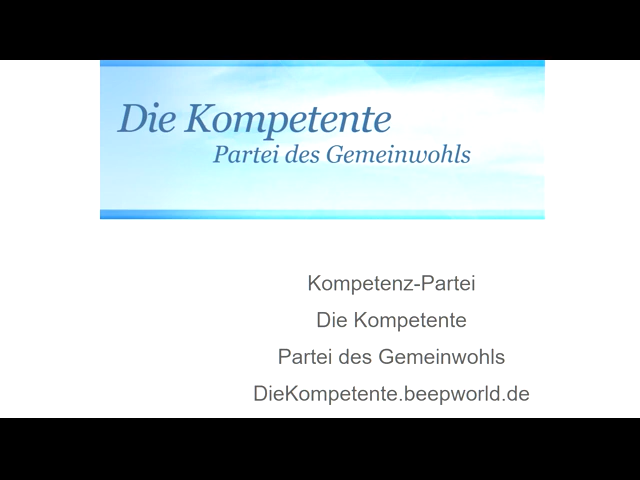 Die Kompetente
Partei des Gemeinwohls
Kompetenz-Partei
Die Kompetente
Partei des Gemeinwohls
DieKompetente.beepworld.de